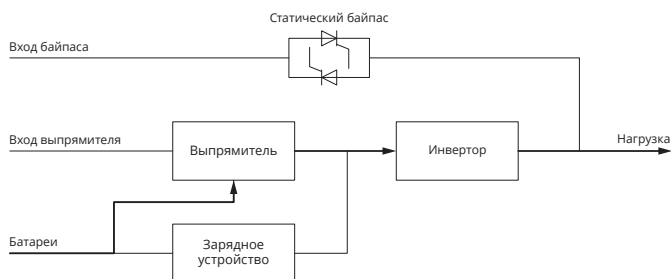 Статический байпас
Вход байпаса
Вход выпрямителя
Выпрямитель
Инвертор
Нагрузка
Батареи
Зарядное
устройство